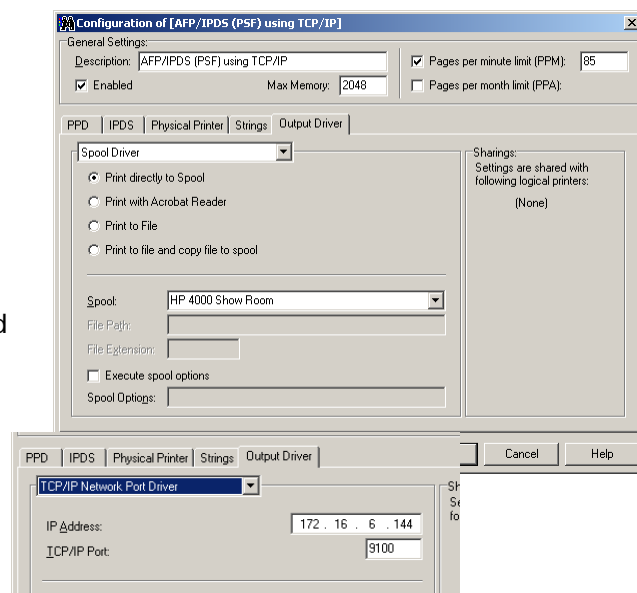 Configuration of [AFP/IPDS (PSF) using TCP/IP]
General Settings:
Description: AFP/IPDS (PSF) using TCP/IP
Enabled Max Memory: 2048
Pages per minute limit (PPM): 85
Pages per month limit (PPA):
PPD IPDS Physical Printer Strings Output Driver
Spool Driver
Print directly to Spool
Print with Acrobat Reader
Print to File
Print to file and copy file to spool
Spool: HP 4000 Show Room
File Path:
File Extension:
Execute spool options
Spool Options:
Sharings:
Settings are shared with
following logical printers:
(None)
d
Cancel Help
PPD IPDS Physical Printer Strings Output Driver
TCP/IP Network Port Driver
IP Address: 172 . 16 . 6 . 144
TCP/IP Port: 9100
Sh
Se
fo